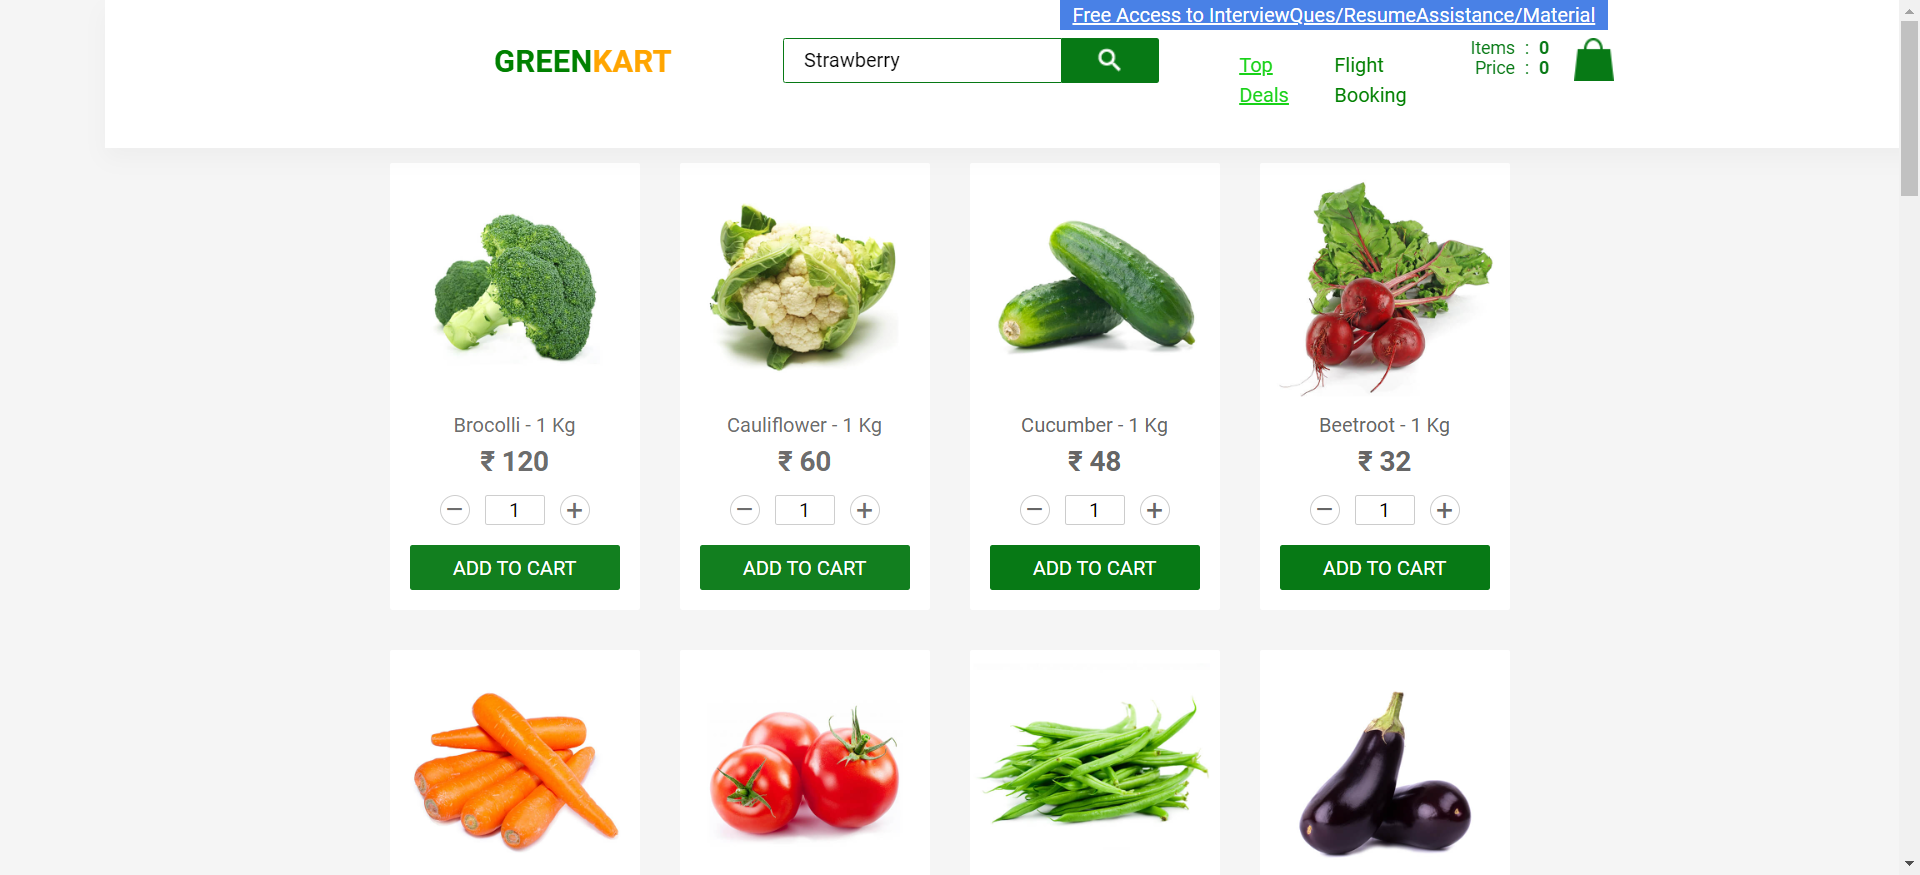 Free Access to InterviewQues/ResumeAssistance/Material
GREENKART
Strawberry
Top
Deals
Flight
Booking
Items : 0
Price : 0
Brocolli - 1 Kg
₹ 120
− 1 +
ADD TO CART
Cauliflower - 1 Kg
₹ 60
− 1 +
ADD TO CART
Cucumber - 1 Kg
₹ 48
− 1 +
ADD TO CART
Beetroot - 1 Kg
₹ 32
− 1 +
ADD TO CART